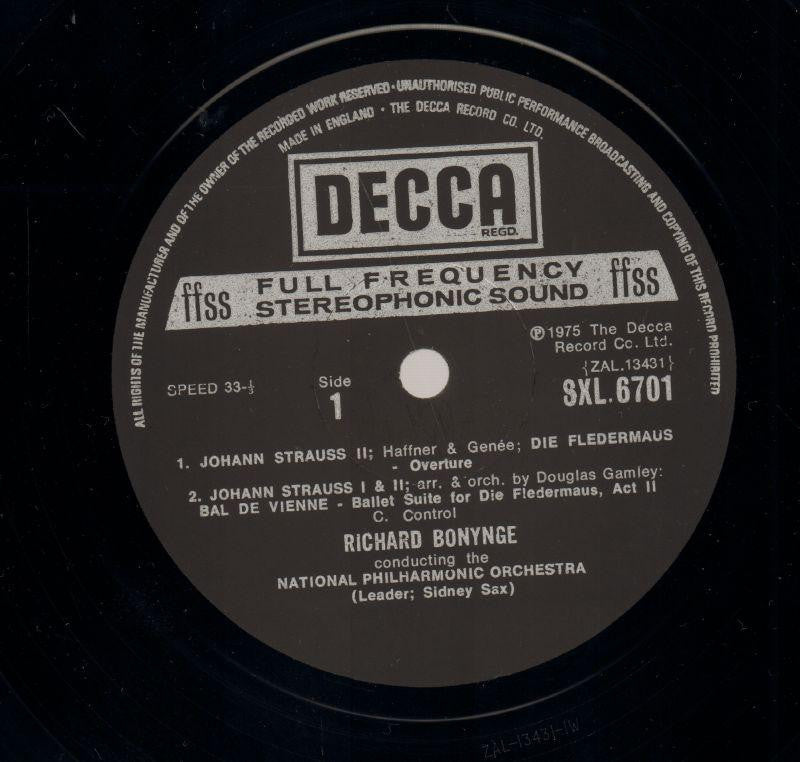 ALL RIGHTS OF THE MANUFACTURER AND OF THE OWNER OF THE RECORDED WORK RESERVED · UNAUTHORISED PUBLIC PERFORMANCE BROADCASTING AND COPYING OF THIS RECORD PROHIBITED
MADE IN ENGLAND · THE DECCA RECORD CO. LTD.
DECCA
REGD.
ffss FULL FREQUENCY STEREOPHONIC SOUND ffss
℗ 1975 The Decca
Record Co. Ltd.
{ZAL.13431}
SPEED 33-⅓
Side
1
SXL.6701
1. JOHANN STRAUSS II; Haffner & Genée; DIE FLEDERMAUS
- Overture
2. JOHANN STRAUSS I & II; arr. & orch. by Douglas Gamley:
BAL DE VIENNE - Ballet Suite for Die Fledermaus, Act II
C. Control
RICHARD BONYNGE
conducting the
NATIONAL PHILHARMONIC ORCHESTRA
(Leader; Sidney Sax)
ZAL-13431-1W